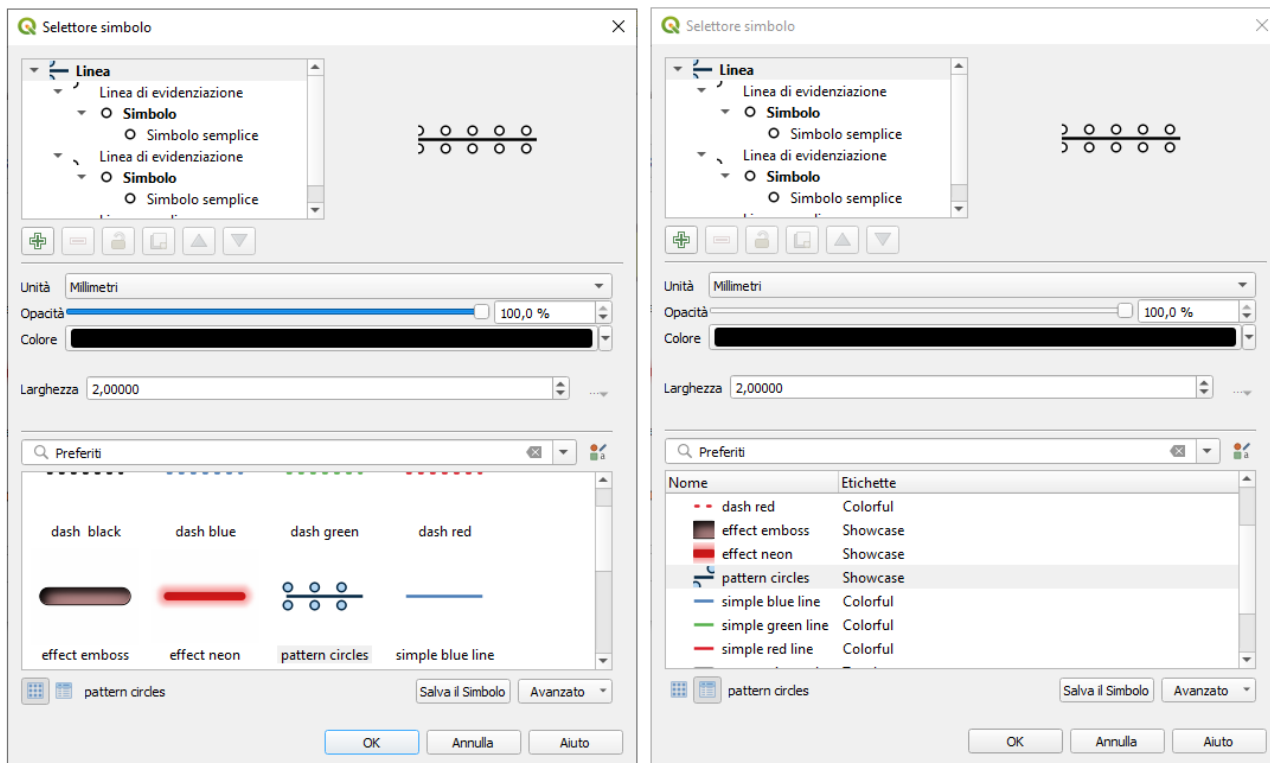 Selettore simbolo
Linea
Linea di evidenziazione
Simbolo
Simbolo semplice
Linea di evidenziazione
Simbolo
Simbolo semplice
Unità Millimetri
Opacità 100,0 %
Colore
Larghezza 2,00000
Preferiti
dash black dash blue dash green dash red
effect emboss effect neon pattern circles simple blue line
pattern circles Salva il Simbolo Avanzato
OK Annulla Aiuto
Selettore simbolo
Linea
Linea di evidenziazione
Simbolo
Simbolo semplice
Linea di evidenziazione
Simbolo
Simbolo semplice
Unità Millimetri
Opacità 100,0 %
Colore
Larghezza 2,00000
Preferiti
Nome Etichette
dash red Colorful
effect emboss Showcase
effect neon Showcase
pattern circles Showcase
simple blue line Colorful
simple green line Colorful
simple red line Colorful
pattern circles Salva il Simbolo Avanzato
OK Annulla Aiuto